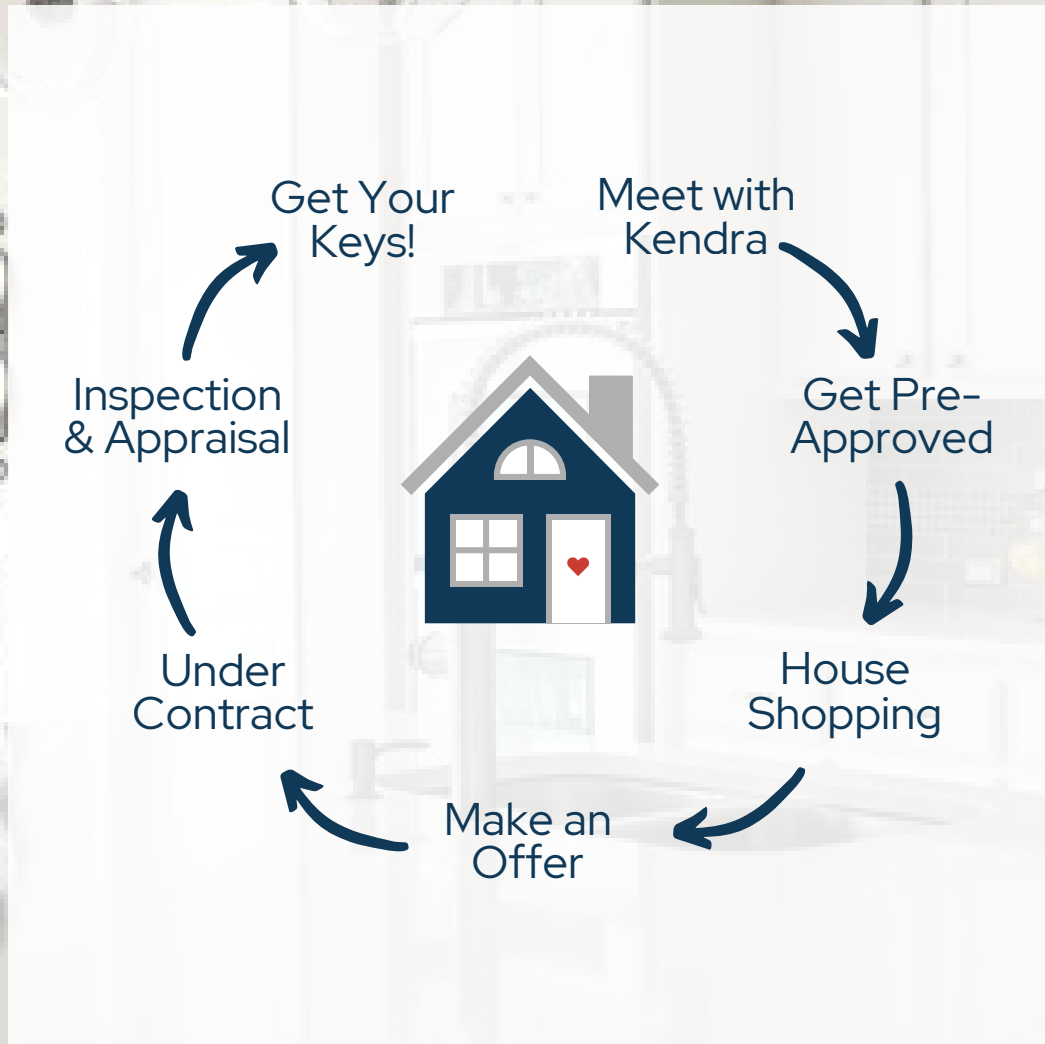 Meet with
Kendra
Get Pre-
Approved
House
Shopping
Make an
Offer
Under
Contract
Inspection
& Appraisal
Get Your
Keys!